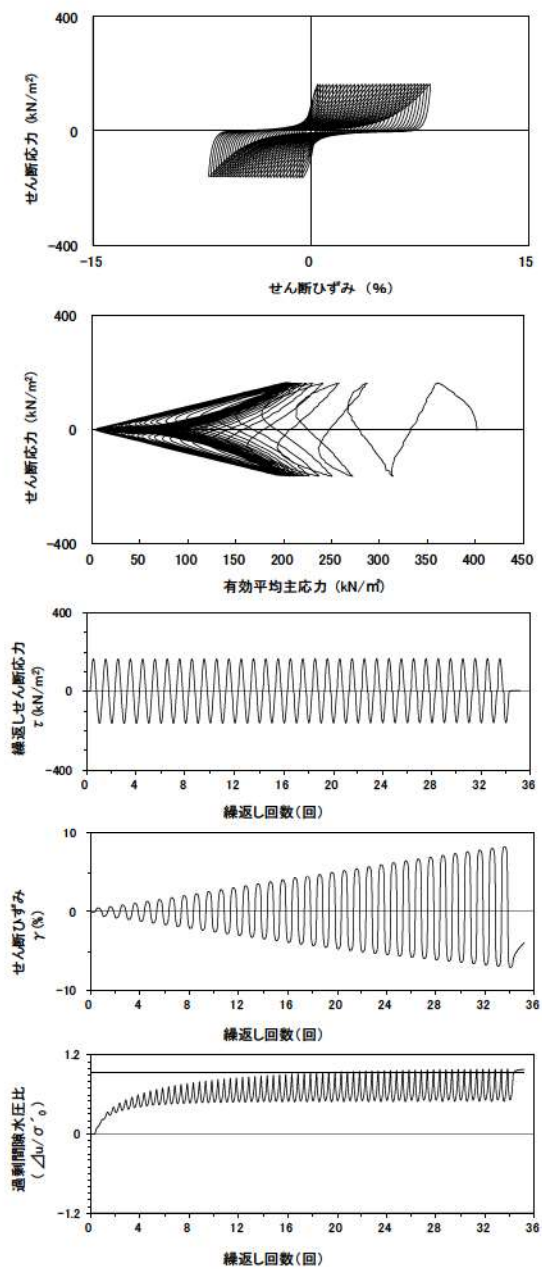 400
0
-400
せん断応力 (kN/m²)
-15 0 15
せん断ひずみ (%)
400
0
-400
せん断応力 (kN/m²)
0 50 100 150 200 250 300 350 400 450
有効平均主応力 (kN/㎡)
400
0
-400
繰返しせん断応力
τ (kN/m²)
0 4 8 12 16 20 24 28 32 36
繰返し回数(回)
10
0
-10
せん断ひずみ
γ(%)
0 4 8 12 16 20 24 28 32 36
繰返し回数(回)
1.2
0
-1.2
過剰間隙水圧比
(⊿u/σ´₀)
0 4 8 12 16 20 24 28 32 36
繰返し回数(回)